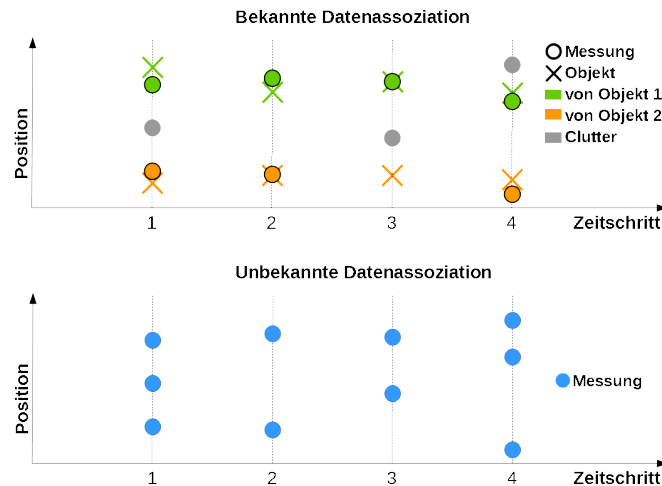 Bekannte Datenassoziation
Messung
Objekt
von Objekt 1
von Objekt 2
Clutter
Position
1 2 3 4 Zeitschritt
Unbekannte Datenassoziation
Messung
Position
1 2 3 4 Zeitschritt